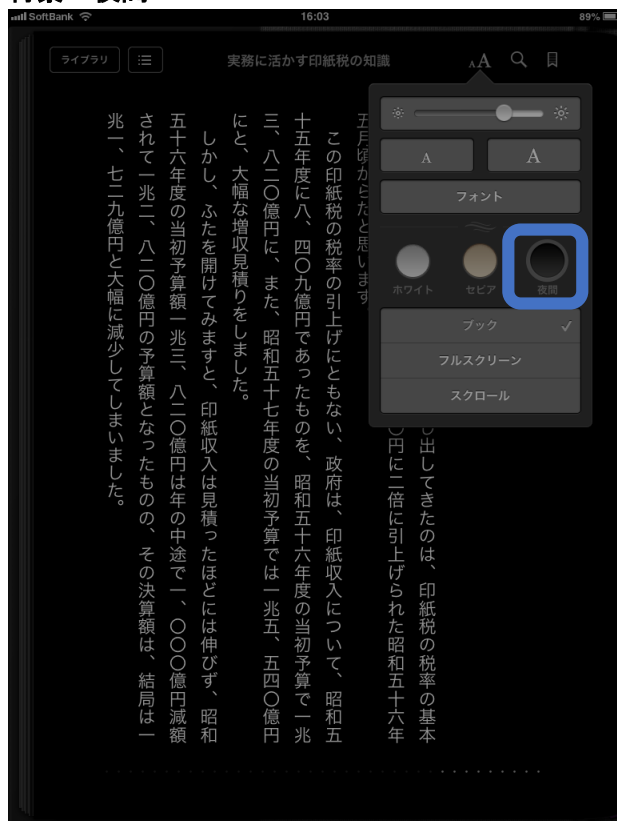 SoftBank
16:03
89%
ライブラリ
実務に活かす印紙税の知識
AA
A
A
フォント
ホワイト
セピア
夜間
ブック
フルスクリーン
スクロール
し出してきたのは、印紙税の税率の基本
〇円に二倍に引上げられた昭和五十六年
五月頃からだと思います
この印紙税の税率の引上げにともない、政府は、印紙収入について、昭和五
十五年度に八、四〇九億円であったものを、昭和五十六年度の当初予算で一兆
三、八二〇億円に、また、昭和五十七年度の当初予算では一兆五、五四〇億円
にと、大幅な増収見積りをしました。
しかし、ふたを開けてみますと、印紙収入は見積ったほどには伸びず、昭和
五十六年度の当初予算額一兆三、八二〇億円は年の中途で一、〇〇〇億円減額
されて一兆二、八二〇億円の予算額となったものの、その決算額は、結局は一
兆一、七二九億円と大幅に減少してしまいました。